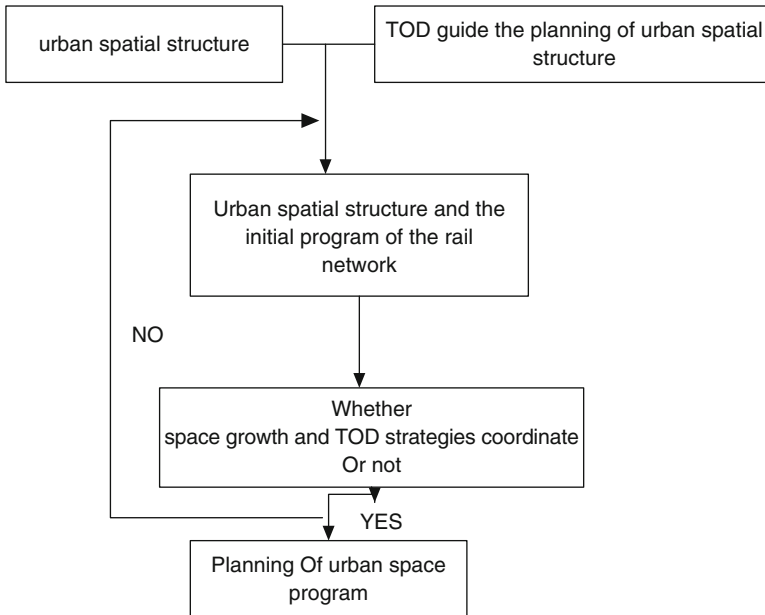 urban spatial structure
TOD guide the planning of urban spatial
structure
Urban spatial structure and the
initial program of the rail
network
NO
Whether
space growth and TOD strategies coordinate
Or not
YES
Planning Of urban space
program